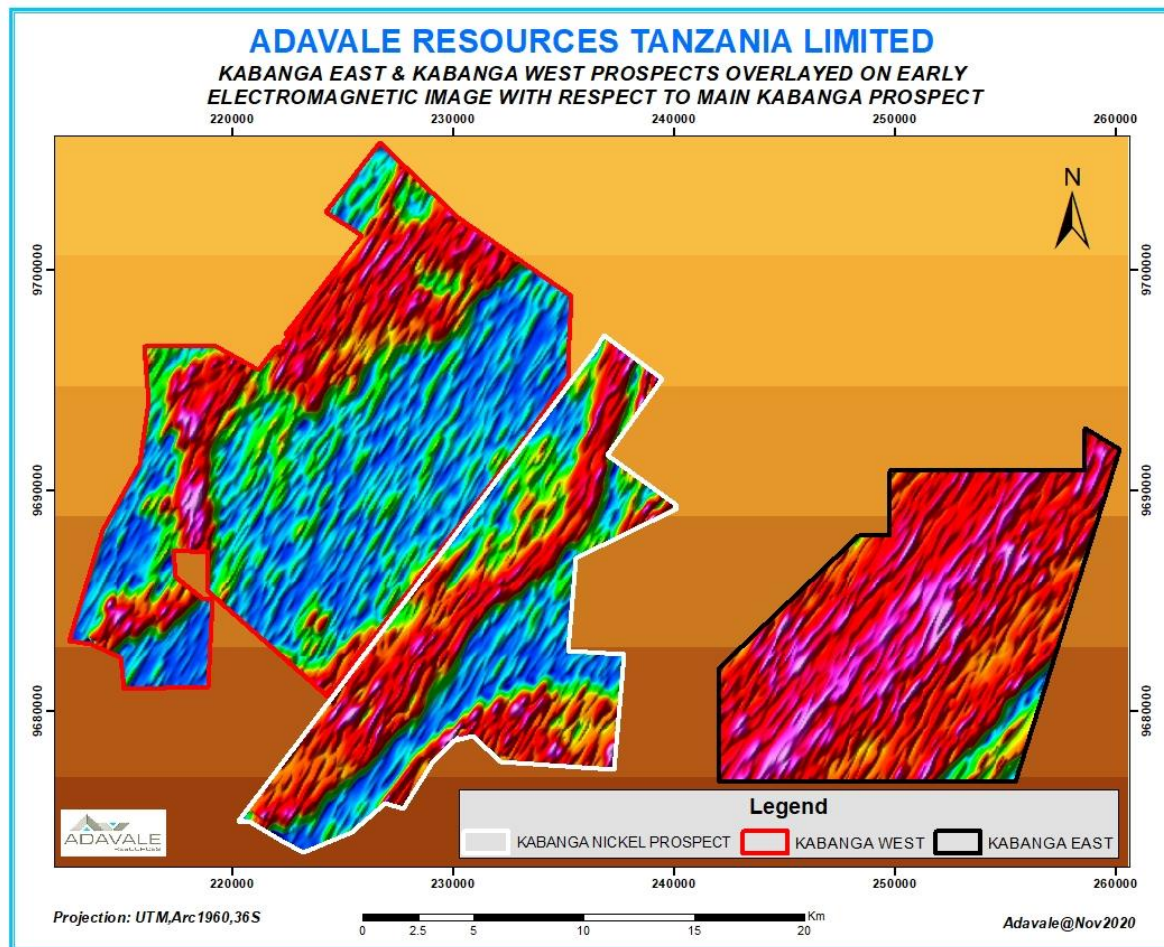 ADAVALE RESOURCES TANZANIA LIMITED
KABANGA EAST & KABANGA WEST PROSPECTS OVERLAYED ON EARLY
ELECTROMAGNETIC IMAGE WITH RESPECT TO MAIN KABANGA PROSPECT
220000 230000 240000 250000 260000
N
9700000 9700000
9690000 9690000
9680000 9680000
ADAVALE
RESOURCES
Legend
KABANGA NICKEL PROSPECT KABANGA WEST KABANGA EAST
220000 230000 240000 250000 260000
Projection: UTM,Arc1960,36S
Km
0 2.5 5 10 15 20
Adavale@Nov2020